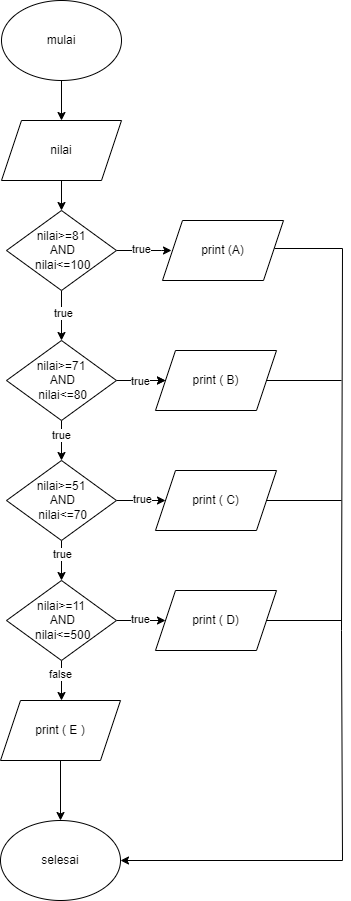 mulai
nilai
nilai>=81
AND
nilai<=100
true
print (A)
true
nilai>=71
AND
nilai<=80
true
print ( B)
true
nilai>=51
AND
nilai<=70
true
print ( C)
true
nilai>=11
AND
nilai<=500
true
print ( D)
false
print ( E )
selesai